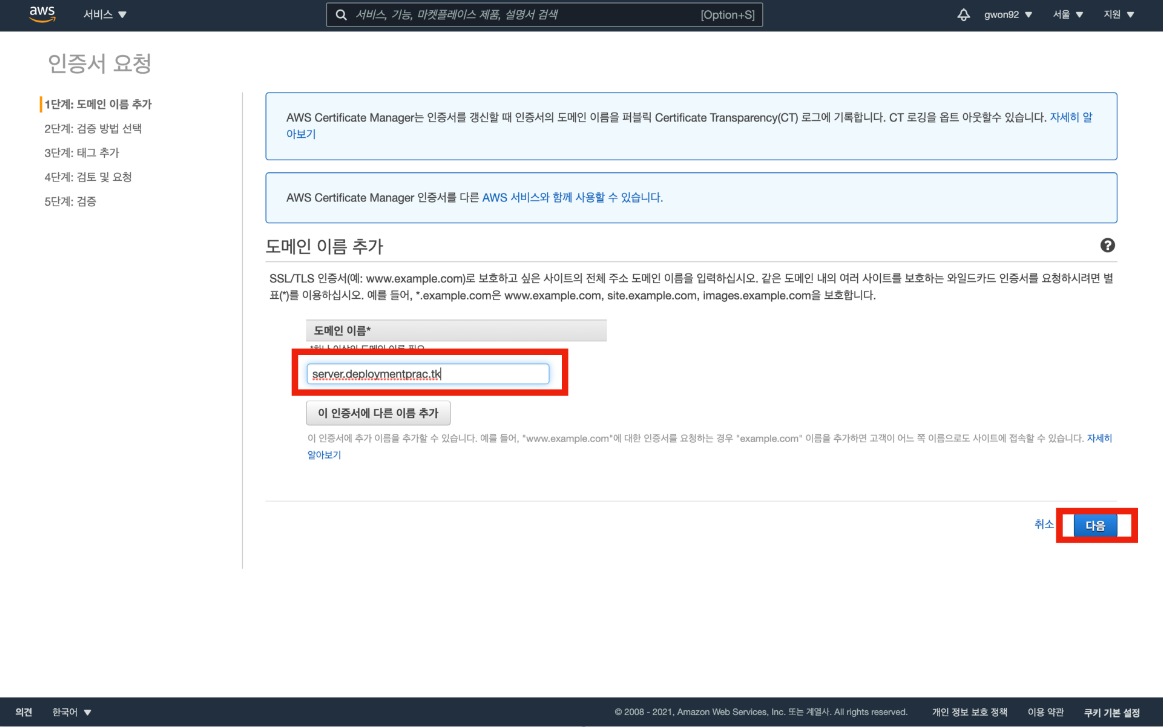 aws 서비스 ▼ 서비스, 기능, 마켓플레이스 제품, 설명서 검색 [Option+S] gwon92 ▼ 서울 ▼ 지원 ▼
인증서 요청
1단계: 도메인 이름 추가
2단계: 검증 방법 선택
3단계: 태그 추가
4단계: 검토 및 요청
5단계: 검증
AWS Certificate Manager는 인증서를 갱신할 때 인증서의 도메인 이름을 퍼블릭 Certificate Transparency(CT) 로그에 기록합니다. CT 로깅을 옵트 아웃할수 있습니다. 자세히 알
아보기
AWS Certificate Manager 인증서를 다른 AWS 서비스와 함께 사용할 수 있습니다.
도메인 이름 추가
SSL/TLS 인증서(예: www.example.com)로 보호하고 싶은 사이트의 전체 주소 도메인 이름을 입력하십시오. 같은 도메인 내의 여러 사이트를 보호하는 와일드카드 인증서를 요청하시려면 별
표(*)를 이용하십시오. 예를 들어, *.example.com은 www.example.com, site.example.com, images.example.com을 보호합니다.
도메인 이름*
*하나 이상의 도메인 이름 필요
server.deploymentprac.tk
이 인증서에 다른 이름 추가
이 인증서에 추가 이름을 추가할 수 있습니다. 예를 들어, "www.example.com"에 대한 인증서를 요청하는 경우 "example.com" 이름을 추가하면 고객이 어느 쪽 이름으로도 사이트에 접속할 수 있습니다. 자세히
알아보기
취소 다음
의견 한국어 ▼ © 2008 - 2021, Amazon Web Services, Inc. 또는 계열사. All rights reserved. 개인 정보 보호 정책 이용 약관 쿠키 기본 설정